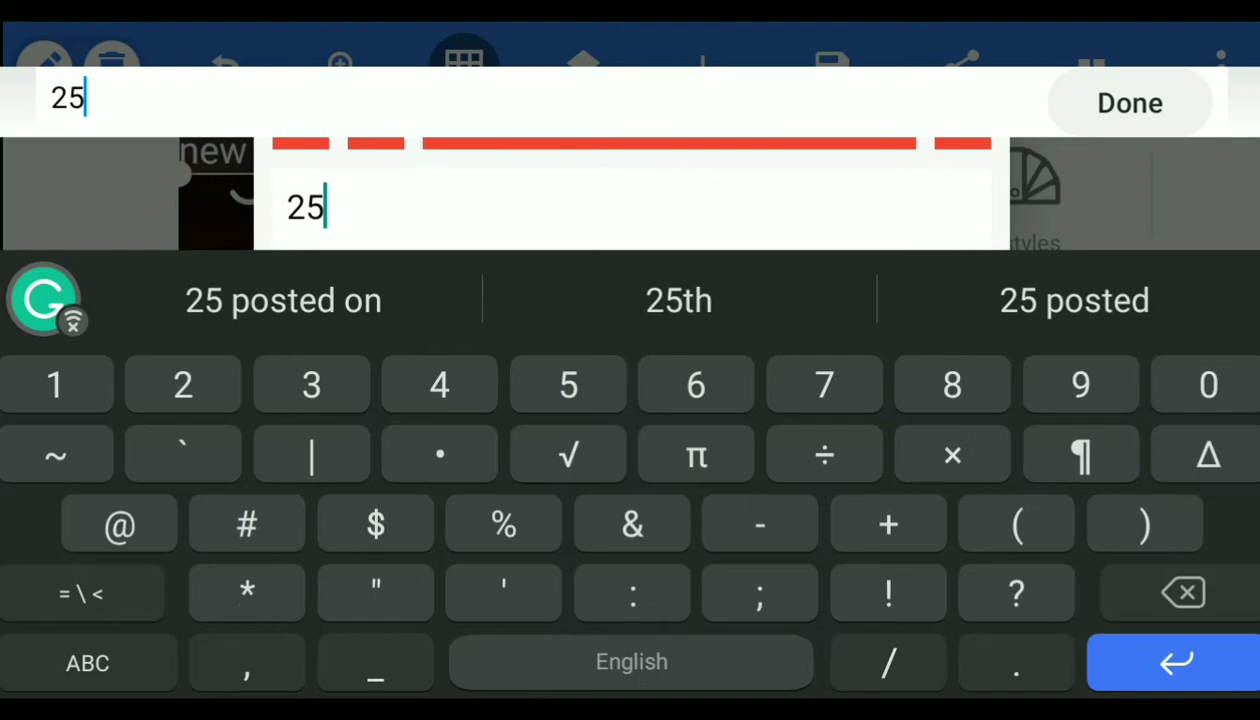 25
Done
new
25
styles
25 posted on 25th 25 posted
1 2 3 4 5 6 7 8 9 0
~ ` | • √ π ÷ × ¶ Δ
@ # $ % & - + ( )
= \ < * " ' : ; ! ?
ABC , _ English / .